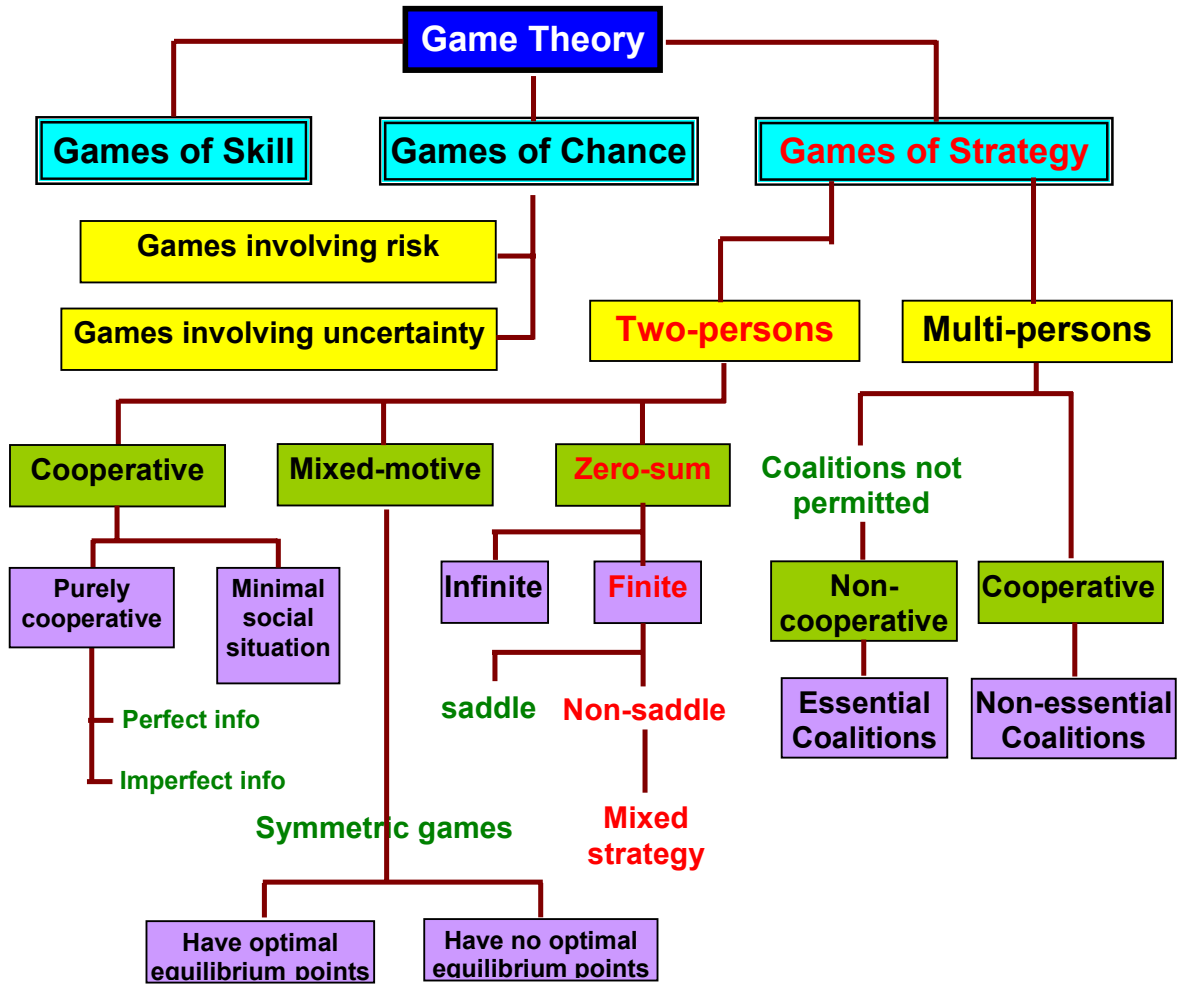 Game Theory
Games of Skill
Games of Chance
Games of Strategy
Games involving risk
Games involving uncertainty
Two-persons
Multi-persons
Cooperative
Mixed-motive
Zero-sum
Coalitions not
permitted
Purely
cooperative
Minimal
social
situation
Infinite
Finite
Non-
cooperative
Cooperative
Perfect info
Imperfect info
saddle
Non-saddle
Essential
Coalitions
Non-essential
Coalitions
Symmetric games
Mixed
strategy
Have optimal
equilibrium points
Have no optimal
equilibrium points